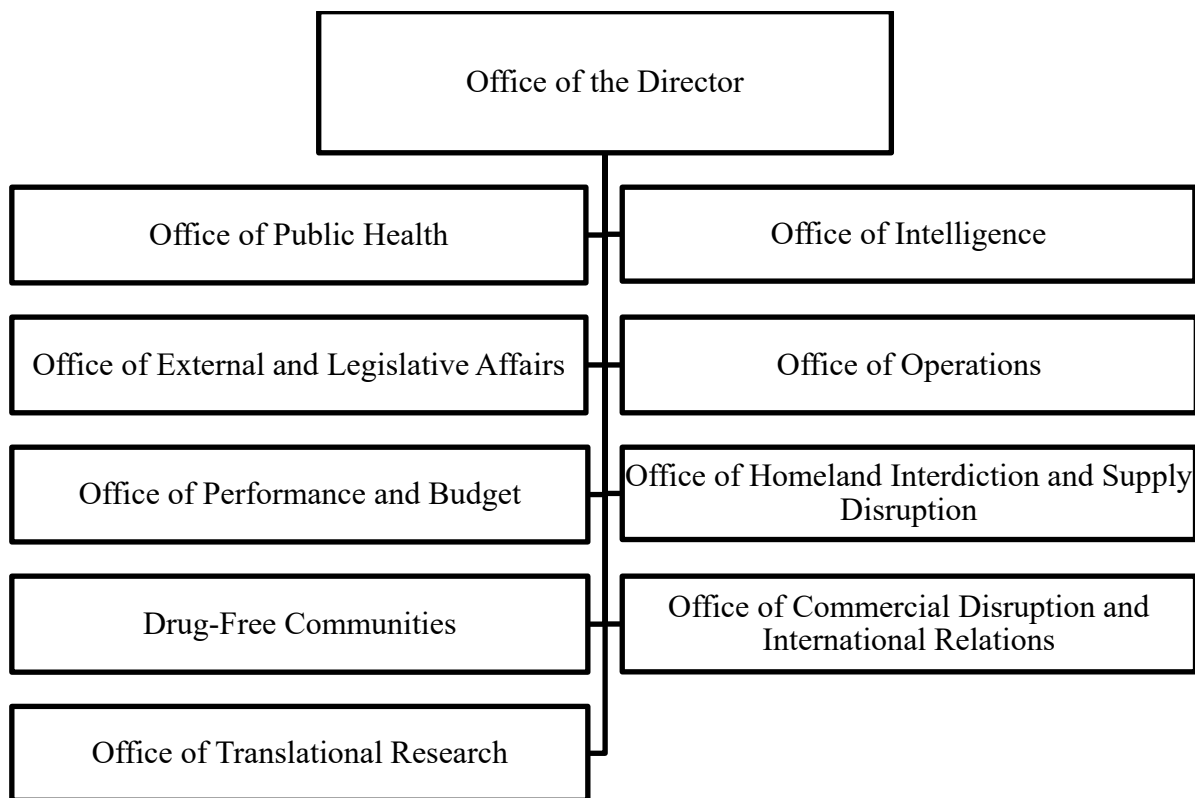 Office of the Director
Office of Public Health
Office of Intelligence
Office of External and Legislative Affairs
Office of Operations
Office of Performance and Budget
Office of Homeland Interdiction and Supply
Disruption
Drug-Free Communities
Office of Commercial Disruption and
International Relations
Office of Translational Research